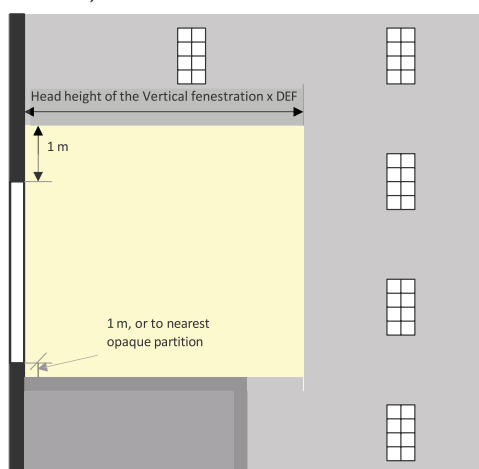 Head height of the Vertical fenestration x DEF
1 m
1 m, or to nearest
opaque partition